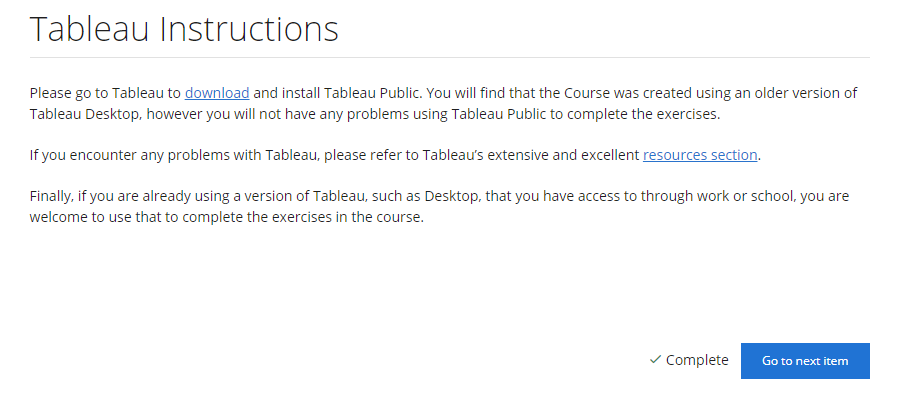 Tableau Instructions
Please go to Tableau to download and install Tableau Public. You will find that the Course was created using an older version of
Tableau Desktop, however you will not have any problems using Tableau Public to complete the exercises.
If you encounter any problems with Tableau, please refer to Tableau's extensive and excellent resources section.
Finally, if you are already using a version of Tableau, such as Desktop, that you have access to through work or school, you are
welcome to use that to complete the exercises in the course.
Complete
Go to next item